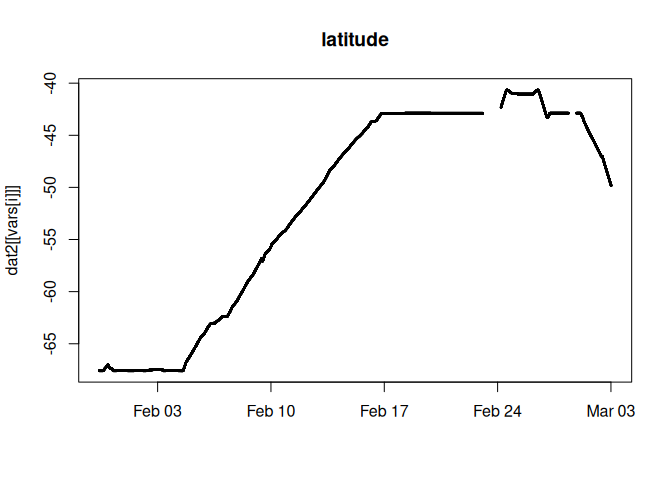 latitude
dat2[[vars[i]]]
-40
-45
-50
-55
-60
-65
Feb 03
Feb 10
Feb 17
Feb 24
Mar 03